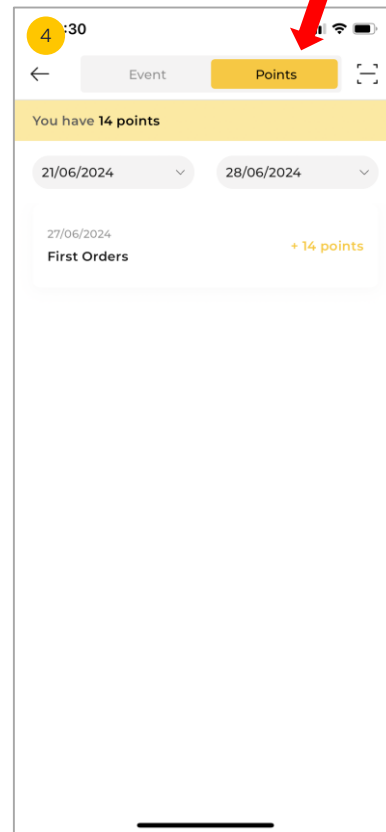 4 :30
Event Points
You have 14 points
21/06/2024 28/06/2024
27/06/2024
First Orders
+ 14 points